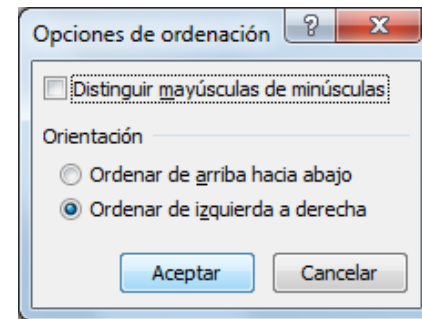 Opciones de ordenación
Distinguir mayúsculas de minúsculas
Orientación
Ordenar de arriba hacia abajo
Ordenar de izquierda a derecha
Aceptar Cancelar